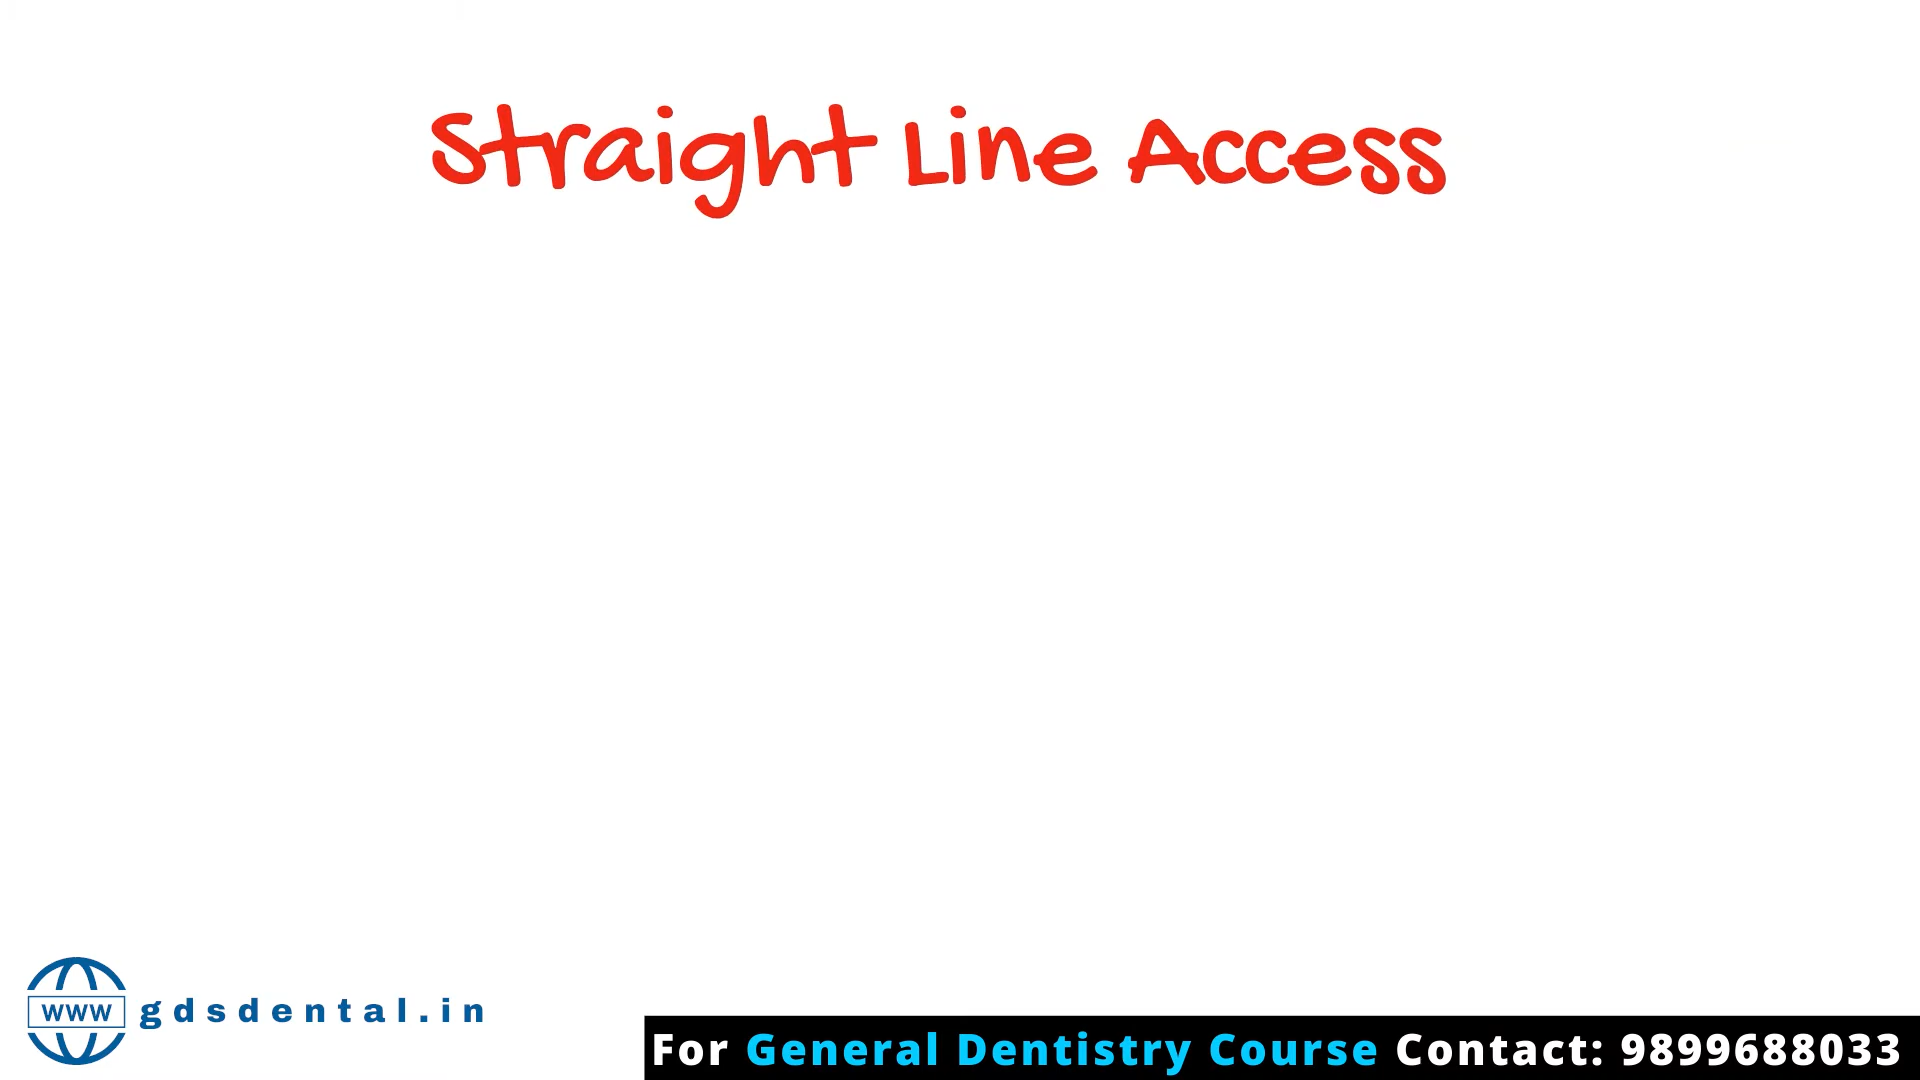 Straight Line Access
www
gdsdental.in
For General Dentistry Course Contact: 9899688033